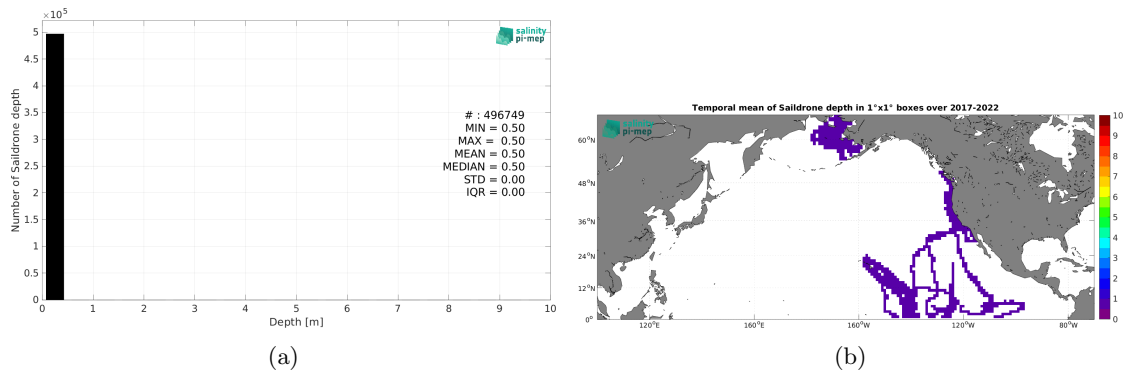 ×10⁵
5
4.5
4
3.5
3
2.5
2
1.5
1
0.5
0
Number of Saildrone depth
salinity
pi-mep
# : 496749
MIN = 0.50
MAX = 0.50
MEAN = 0.50
MEDIAN = 0.50
STD = 0.00
IQR = 0.00
0 1 2 3 4 5 6 7 8 9 10
Depth [m]
(a)
Temporal mean of Saildrone depth in 1°x1° boxes over 2017-2022
salinity
pi-mep
60°N
48°N
36°N
24°N
12°N
0°
120°E 160°E 160°W 120°W 80°W
10
9
8
7
6
5
4
3
2
1
0
(b)